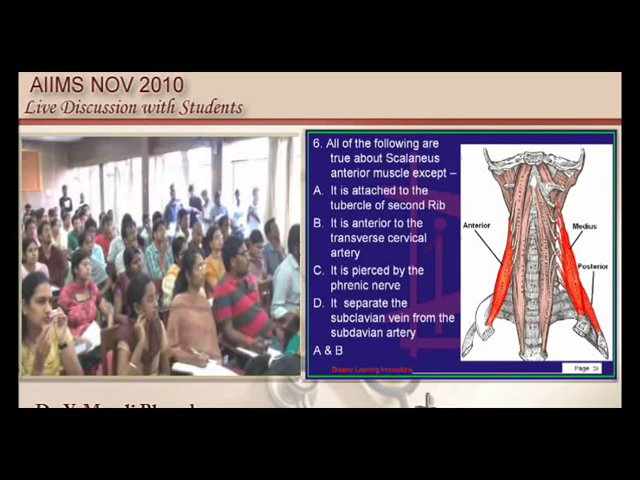 AIIMS NOV 2010
Live Discussion with Students
6. All of the following are
true about Scalaneus
anterior muscle except –
A. It is attached to the
tubercle of second Rib
B. It is anterior to the
transverse cervical
artery
C. It is pierced by the
phrenic nerve
D. It separate the
subclavian vein from the
subdavian artery
A & B
Anterior
Medius
Posterior
Page